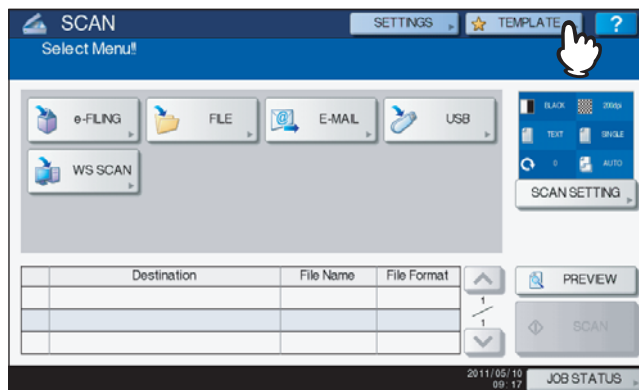 SCAN
SETTINGS
TEMPLATE
?
Select Menu!!
e-FILING
FILE
E-MAIL
USB
WS SCAN
BLACK
200dpi
TEXT
SINGLE
0
AUTO
SCAN SETTING
Destination
File Name
File Format
1
1
PREVIEW
SCAN
2011/05/10
09:17
JOB STATUS